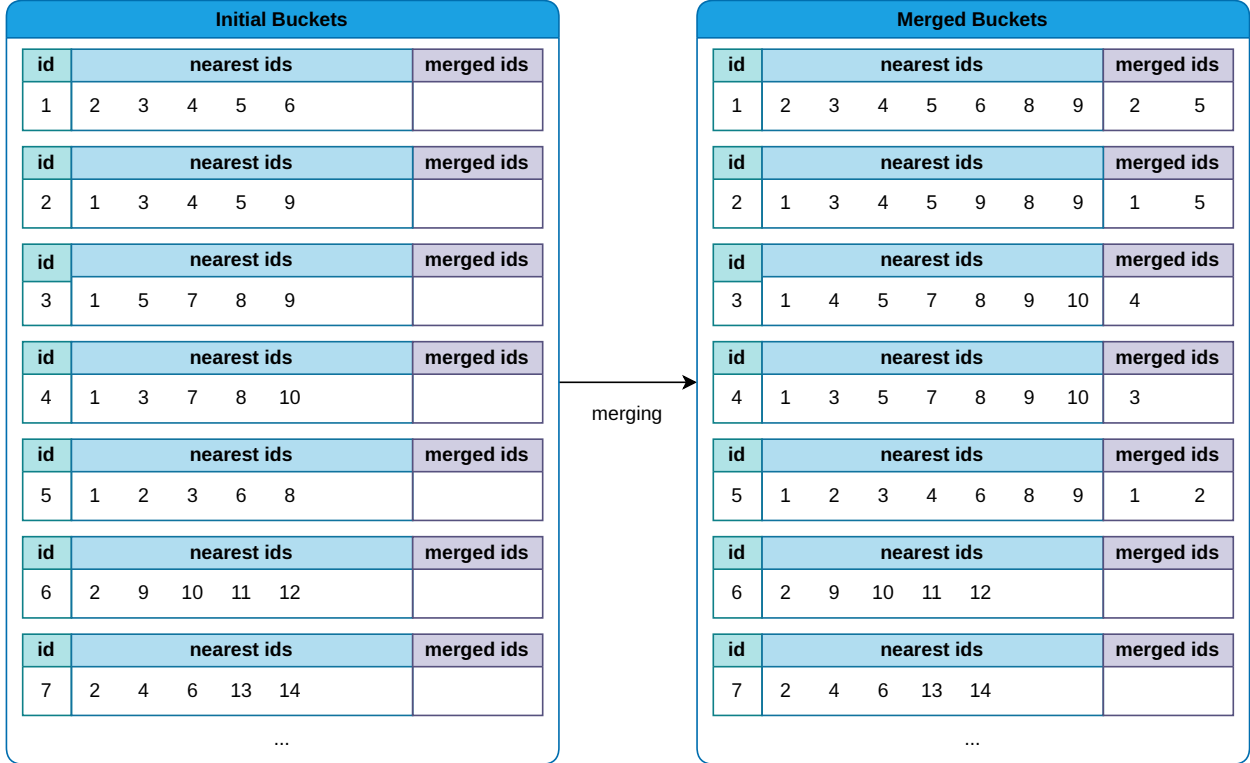 Initial Buckets
id nearest ids merged ids
1 2 3 4 5 6
id nearest ids merged ids
2 1 3 4 5 9
id nearest ids merged ids
3 1 5 7 8 9
id nearest ids merged ids
4 1 3 7 8 10
id nearest ids merged ids
5 1 2 3 6 8
id nearest ids merged ids
6 2 9 10 11 12
id nearest ids merged ids
7 2 4 6 13 14
...
merging
Merged Buckets
id nearest ids merged ids
1 2 3 4 5 6 8 9 2 5
id nearest ids merged ids
2 1 3 4 5 9 8 9 1 5
id nearest ids merged ids
3 1 4 5 7 8 9 10 4
id nearest ids merged ids
4 1 3 5 7 8 9 10 3
id nearest ids merged ids
5 1 2 3 4 6 8 9 1 2
id nearest ids merged ids
6 2 9 10 11 12
id nearest ids merged ids
7 2 4 6 13 14
...